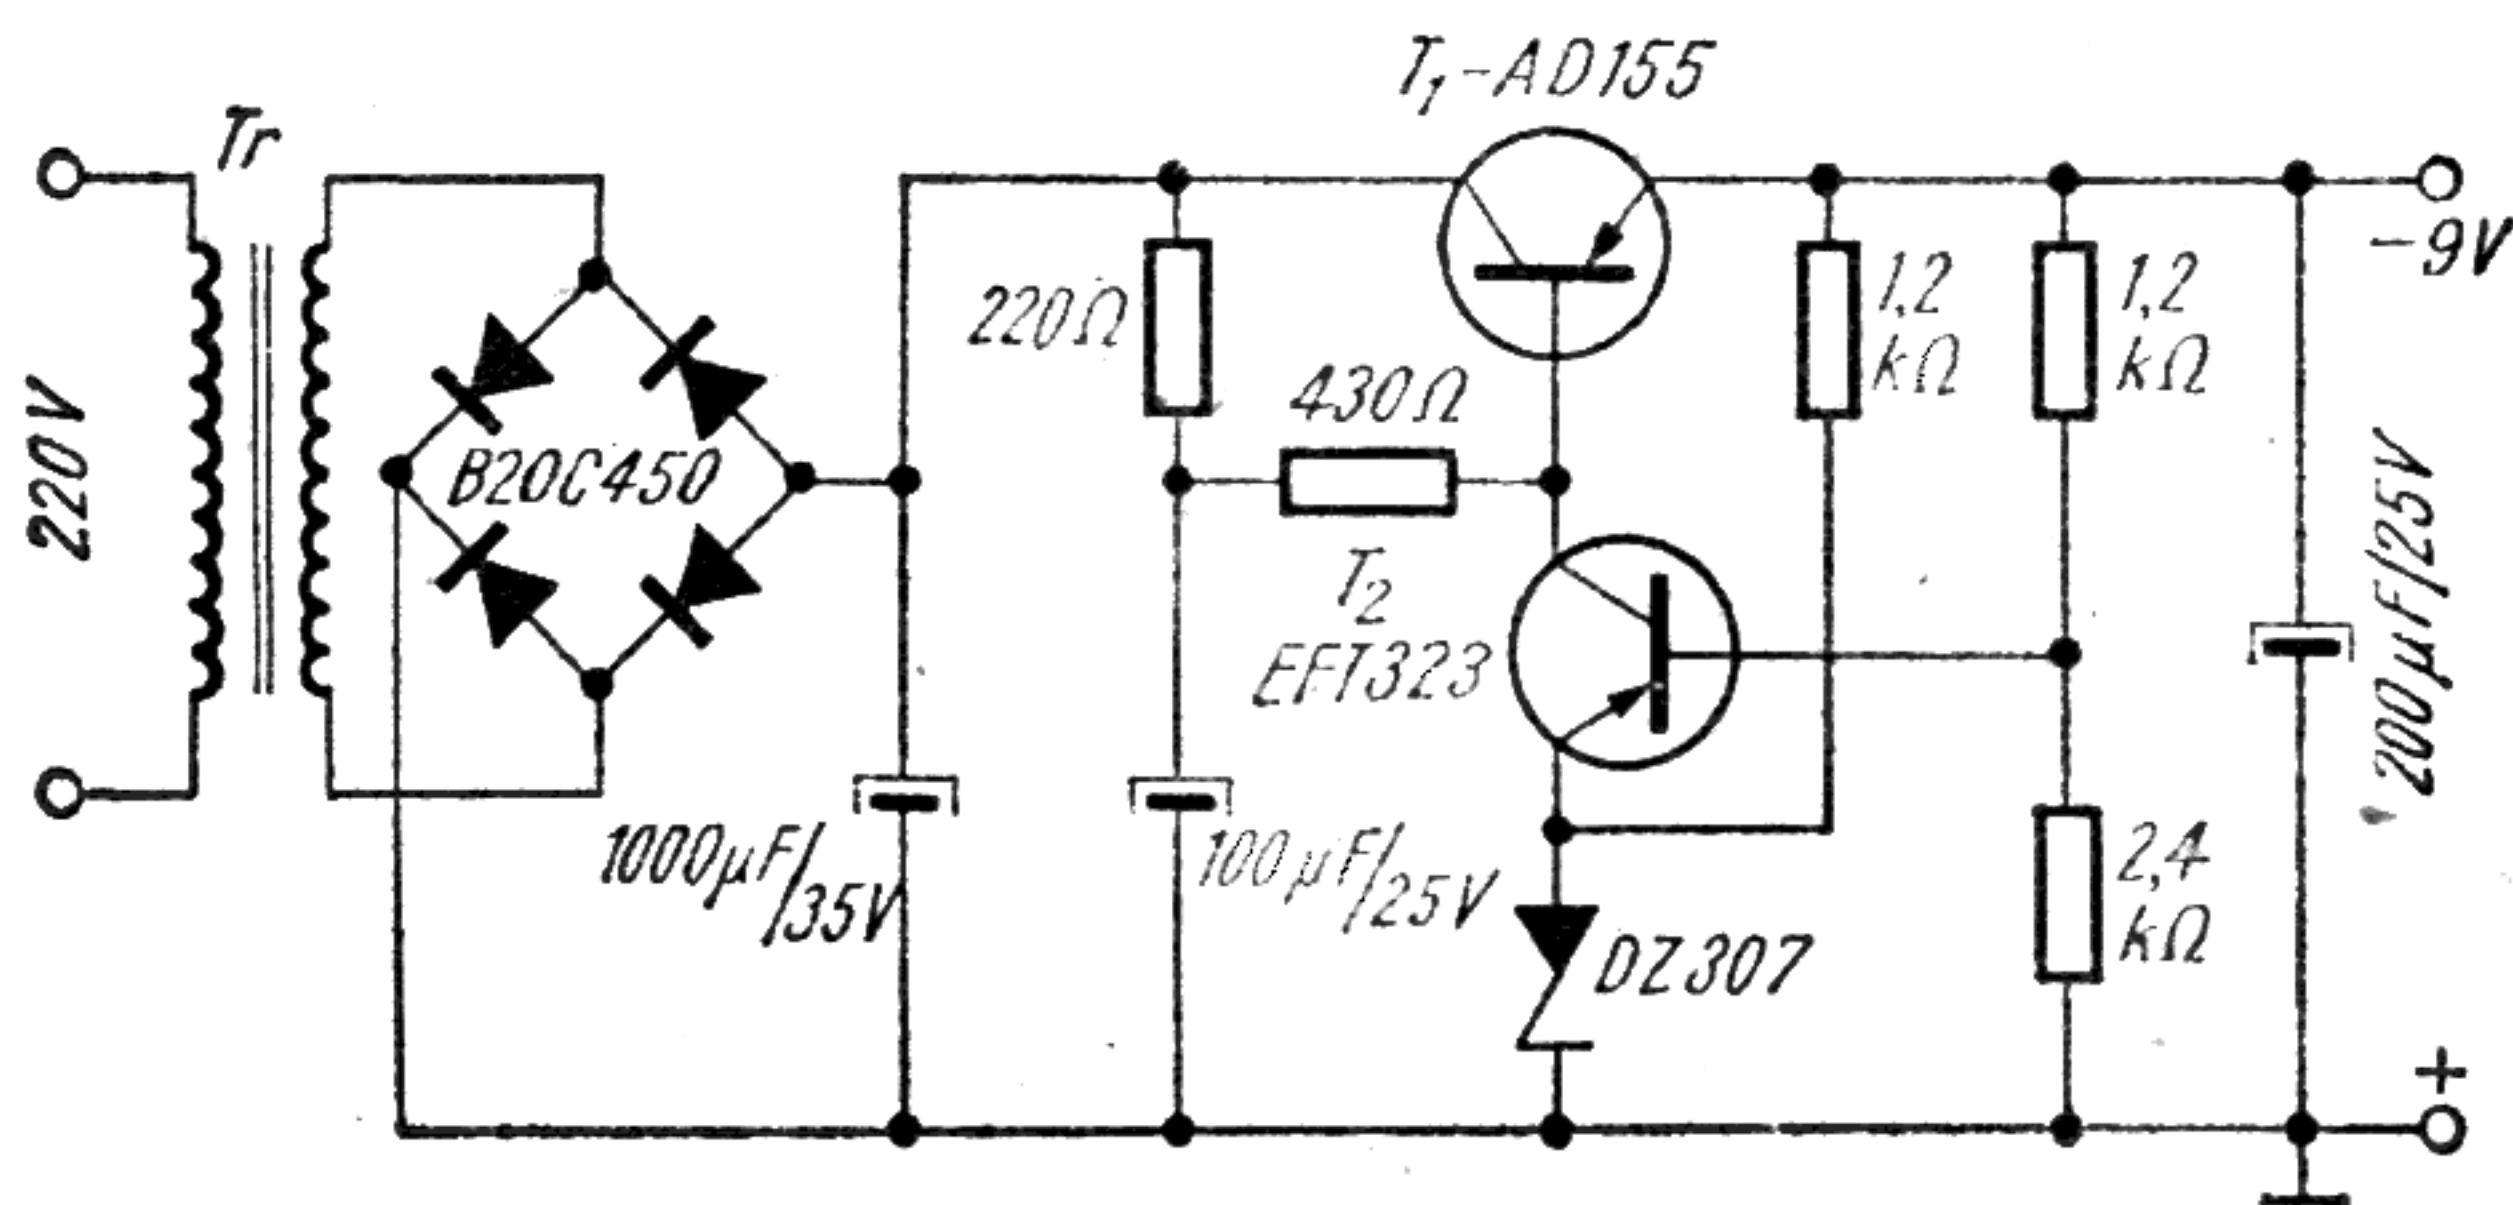 T₁-AD155
Tr
220V
B20C450
1000µF/35V
220Ω
430Ω
T₂
EFT323
100µF/25V
DZ307
1,2
kΩ
1,2
kΩ
2,4
kΩ
-9V
200µF/25V
+